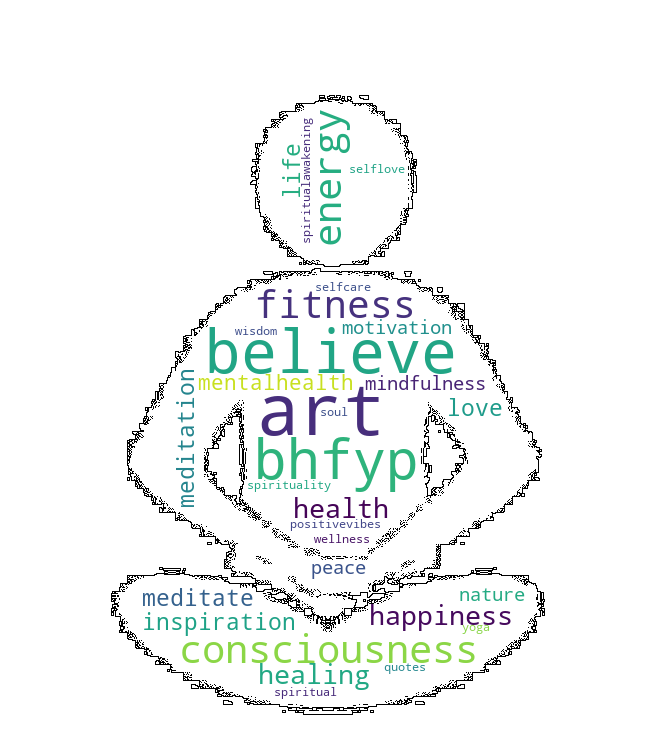 energy
life
spiritualawakening
selflove
selfcare
fitness
motivation
wisdom
believe
mentalhealth
mindfulness
meditation
art
soul
love
bhfyp
spirituality
health
positivevibes
wellness
peace
meditate
nature
happiness
inspiration
yoga
consciousness
healing
quotes
spiritual